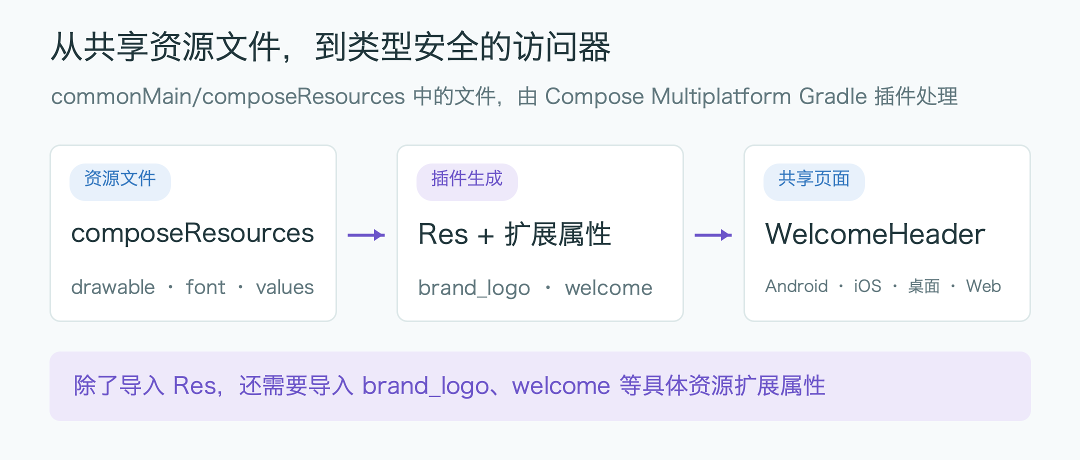 从共享资源文件，到类型安全的访问器
commonMain/composeResources 中的文件，由 Compose Multiplatform Gradle 插件处理
资源文件
composeResources
drawable · font · values
插件生成
Res + 扩展属性
brand_logo · welcome
共享页面
WelcomeHeader
Android · iOS · 桌面 · Web
除了导入 Res，还需要导入 brand_logo、welcome 等具体资源扩展属性